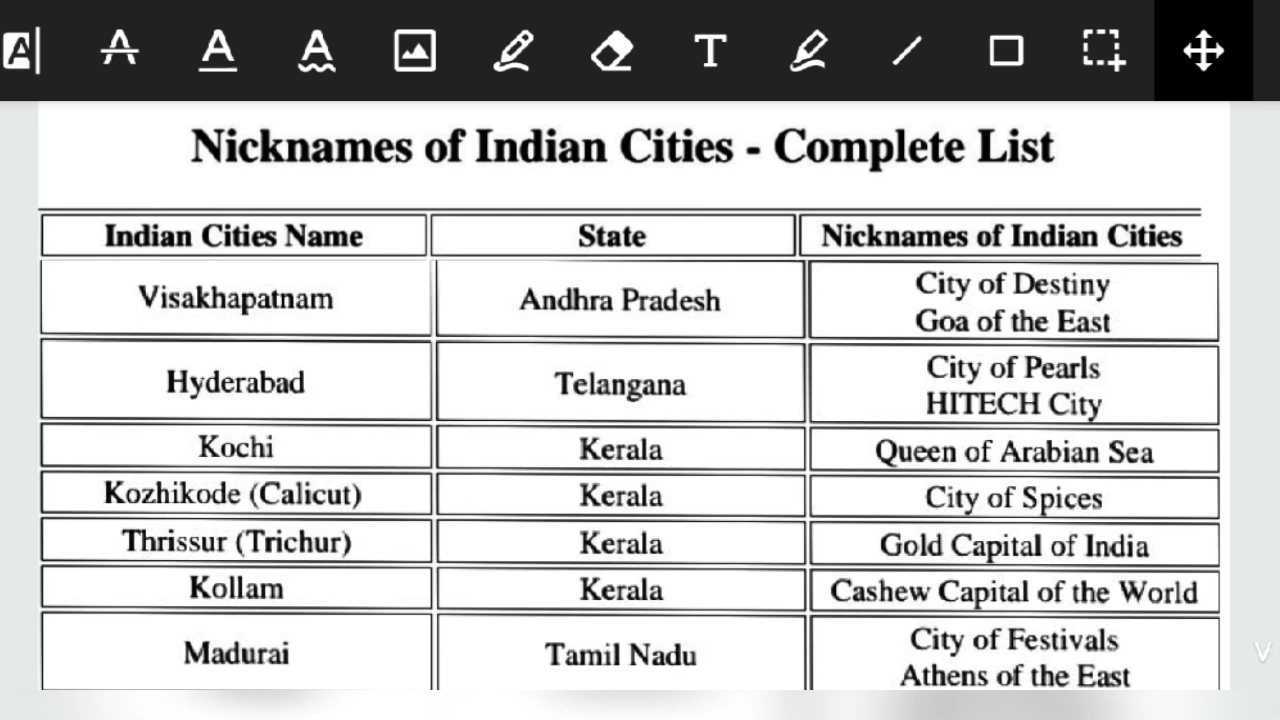 A
A
A
A
T
Nicknames of Indian Cities - Complete List
Indian Cities Name State Nicknames of Indian Cities
Visakhapatnam Andhra Pradesh City of Destiny
Goa of the East
Hyderabad Telangana City of Pearls
HITECH City
Kochi Kerala Queen of Arabian Sea
Kozhikode (Calicut) Kerala City of Spices
Thrissur (Trichur) Kerala Gold Capital of India
Kollam Kerala Cashew Capital of the World
Madurai Tamil Nadu City of Festivals
Athens of the East
V